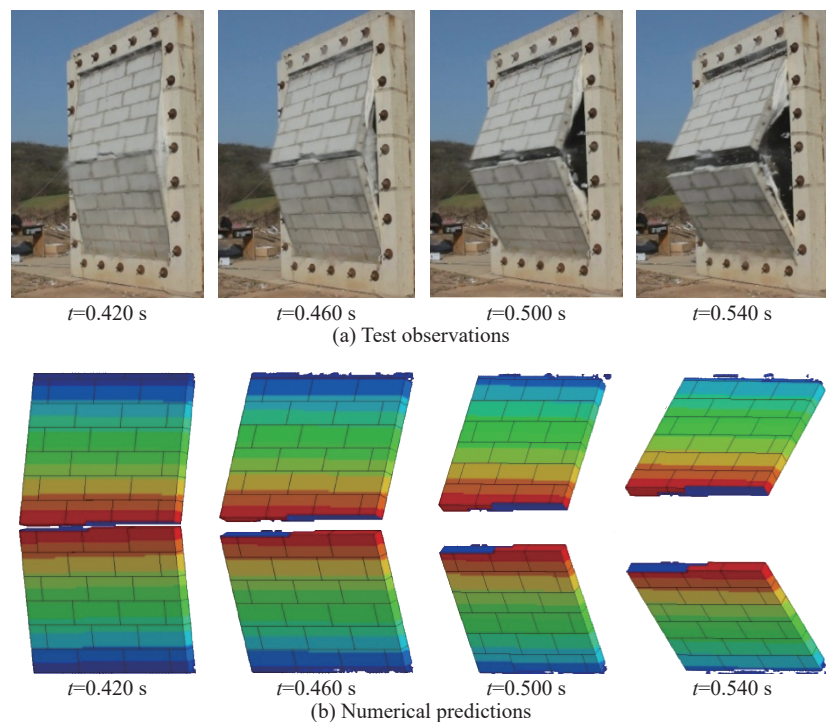 t=0.420 s t=0.460 s t=0.500 s t=0.540 s
(a) Test observations
t=0.420 s t=0.460 s t=0.500 s t=0.540 s
(b) Numerical predictions